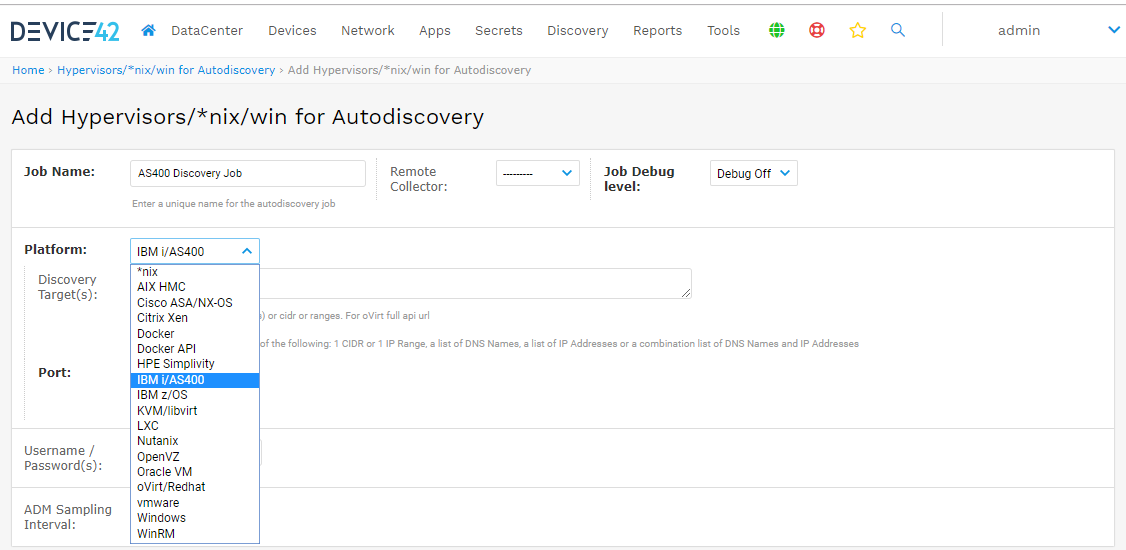 DEVICE42 DataCenter Devices Network Apps Secrets Discovery Reports Tools admin
Home › Hypervisors/*nix/win for Autodiscovery › Add Hypervisors/*nix/win for Autodiscovery
Add Hypervisors/*nix/win for Autodiscovery
Job Name: AS400 Discovery Job Remote Collector: --------- Job Debug level: Debug Off
Enter a unique name for the autodiscovery job
Platform: IBM i/AS400
*nix
AIX HMC
Cisco ASA/NX-OS
Citrix Xen
Docker
Docker API
HPE Simplivity
IBM i/AS400
IBM z/OS
KVM/libvirt
LXC
Nutanix
OpenVZ
Oracle VM
oVirt/Redhat
vmware
Windows
WinRM
Discovery
Target(s):
s) or cidr or ranges. For oVirt full api url
of the following: 1 CIDR or 1 IP Range, a list of DNS Names, a list of IP Addresses or a combination list of DNS Names and IP Addresses
Port:
Username /
Password(s):
ADM Sampling
Interval: